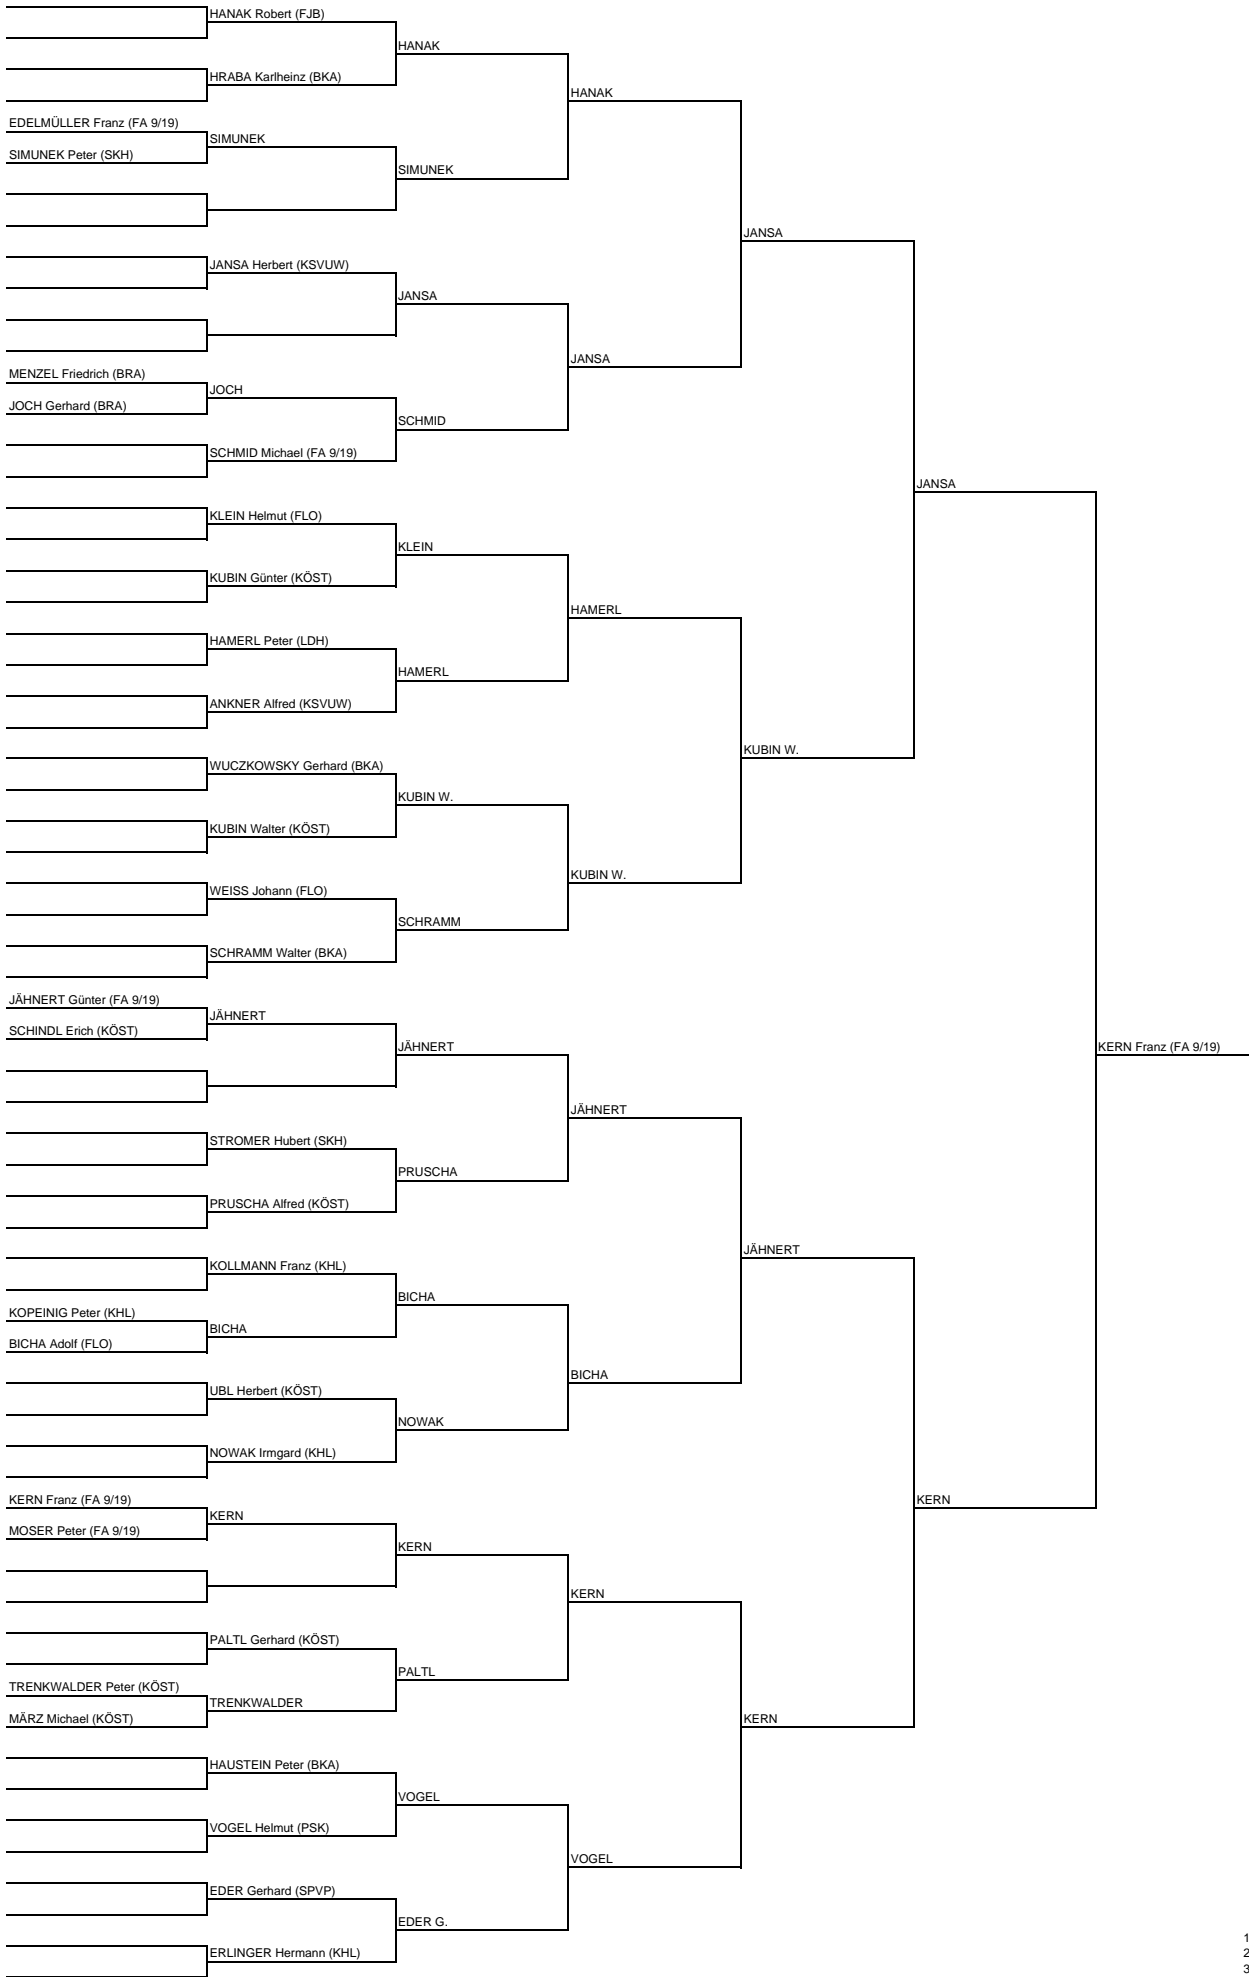 HANAK Robert (FJB)
HANAK
HRABA Karlheinz (BKA)
HANAK
EDELMÜLLER Franz (FA 9/19)
SIMUNEK
SIMUNEK Peter (SKH)
SIMUNEK
JANSA
JANSA Herbert (KSVUW)
JANSA
JANSA
MENZEL Friedrich (BRA)
JOCH
JOCH Gerhard (BRA)
SCHMID
SCHMID Michael (FA 9/19)
JANSA
KLEIN Helmut (FLO)
KLEIN
KUBIN Günter (KÖST)
HAMERL
HAMERL Peter (LDH)
HAMERL
ANKNER Alfred (KSVUW)
KUBIN W.
WUCZKOWSKY Gerhard (BKA)
KUBIN W.
KUBIN Walter (KÖST)
KUBIN W.
WEISS Johann (FLO)
SCHRAMM
SCHRAMM Walter (BKA)
JÄHNERT Günter (FA 9/19)
JÄHNERT
SCHINDL Erich (KÖST)
JÄHNERT
KERN Franz (FA 9/19)
JÄHNERT
STROMER Hubert (SKH)
PRUSCHA
PRUSCHA Alfred (KÖST)
JÄHNERT
KOLLMANN Franz (KHL)
BICHA
KOPEINIG Peter (KHL)
BICHA
BICHA Adolf (FLO)
BICHA
UBL Herbert (KÖST)
NOWAK
NOWAK Irmgard (KHL)
KERN Franz (FA 9/19)
KERN
KERN
MOSER Peter (FA 9/19)
KERN
KERN
PALTL Gerhard (KÖST)
PALTL
TRENKWALDER Peter (KÖST)
TRENKWALDER
MÄRZ Michael (KÖST)
KERN
HAUSTEIN Peter (BKA)
VOGEL
VOGEL Helmut (PSK)
VOGEL
EDER Gerhard (SPVP)
EDER G.
ERLINGER Hermann (KHL)
1
2
3